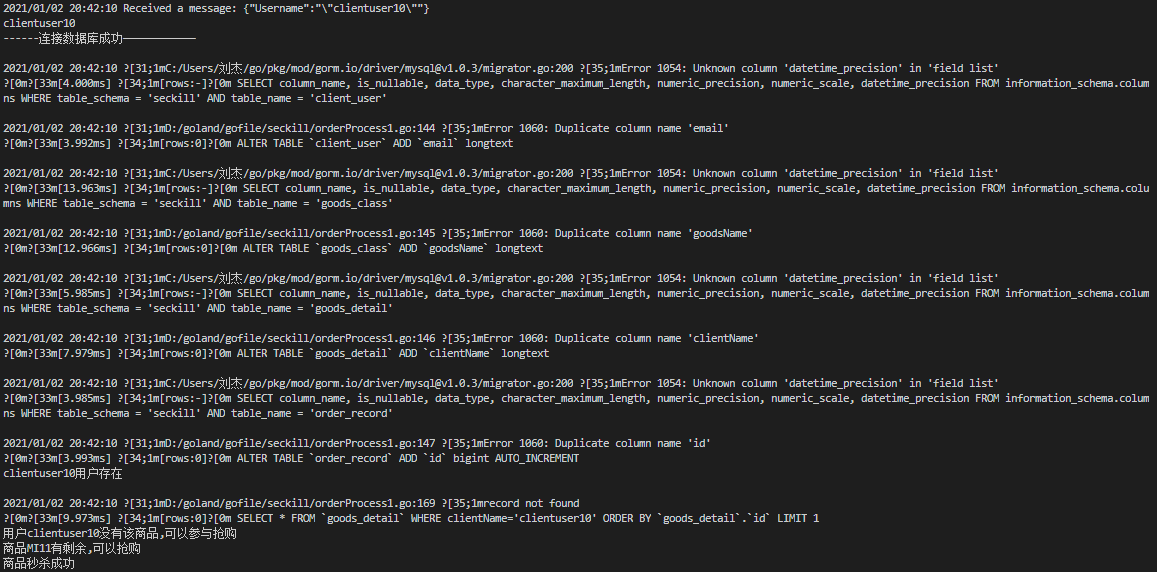 2021/01/02 20:42:10 Received a message: {"Username":"\"clientuser10\""}
clientuser10
------连接数据库成功————————————
2021/01/02 20:42:10 ?[31;1mC:/Users/刘杰/go/pkg/mod/gorm.io/driver/mysql@v1.0.3/migrator.go:200 ?[35;1mError 1054: Unknown column 'datetime_precision' in 'field list'
?[0m?[33m[4.000ms] ?[34;1m[rows:-]?[0m SELECT column_name, is_nullable, data_type, character_maximum_length, numeric_precision, numeric_scale, datetime_precision FROM information_schema.colum
ns WHERE table_schema = 'seckill' AND table_name = 'client_user'
2021/01/02 20:42:10 ?[31;1mD:/goland/gofile/seckill/orderProcess1.go:144 ?[35;1mError 1060: Duplicate column name 'email'
?[0m?[33m[3.992ms] ?[34;1m[rows:0]?[0m ALTER TABLE `client_user` ADD `email` longtext
2021/01/02 20:42:10 ?[31;1mC:/Users/刘杰/go/pkg/mod/gorm.io/driver/mysql@v1.0.3/migrator.go:200 ?[35;1mError 1054: Unknown column 'datetime_precision' in 'field list'
?[0m?[33m[13.963ms] ?[34;1m[rows:-]?[0m SELECT column_name, is_nullable, data_type, character_maximum_length, numeric_precision, numeric_scale, datetime_precision FROM information_schema.colu
mns WHERE table_schema = 'seckill' AND table_name = 'goods_class'
2021/01/02 20:42:10 ?[31;1mD:/goland/gofile/seckill/orderProcess1.go:145 ?[35;1mError 1060: Duplicate column name 'goodsName'
?[0m?[33m[12.966ms] ?[34;1m[rows:0]?[0m ALTER TABLE `goods_class` ADD `goodsName` longtext
2021/01/02 20:42:10 ?[31;1mC:/Users/刘杰/go/pkg/mod/gorm.io/driver/mysql@v1.0.3/migrator.go:200 ?[35;1mError 1054: Unknown column 'datetime_precision' in 'field list'
?[0m?[33m[5.985ms] ?[34;1m[rows:-]?[0m SELECT column_name, is_nullable, data_type, character_maximum_length, numeric_precision, numeric_scale, datetime_precision FROM information_schema.colum
ns WHERE table_schema = 'seckill' AND table_name = 'goods_detail'
2021/01/02 20:42:10 ?[31;1mD:/goland/gofile/seckill/orderProcess1.go:146 ?[35;1mError 1060: Duplicate column name 'clientName'
?[0m?[33m[7.979ms] ?[34;1m[rows:0]?[0m ALTER TABLE `goods_detail` ADD `clientName` longtext
2021/01/02 20:42:10 ?[31;1mC:/Users/刘杰/go/pkg/mod/gorm.io/driver/mysql@v1.0.3/migrator.go:200 ?[35;1mError 1054: Unknown column 'datetime_precision' in 'field list'
?[0m?[33m[3.985ms] ?[34;1m[rows:-]?[0m SELECT column_name, is_nullable, data_type, character_maximum_length, numeric_precision, numeric_scale, datetime_precision FROM information_schema.colum
ns WHERE table_schema = 'seckill' AND table_name = 'order_record'
2021/01/02 20:42:10 ?[31;1mD:/goland/gofile/seckill/orderProcess1.go:147 ?[35;1mError 1060: Duplicate column name 'id'
?[0m?[33m[3.993ms] ?[34;1m[rows:0]?[0m ALTER TABLE `order_record` ADD `id` bigint AUTO_INCREMENT
clientuser10用户存在
2021/01/02 20:42:10 ?[31;1mD:/goland/gofile/seckill/orderProcess1.go:169 ?[35;1mrecord not found
?[0m?[33m[9.973ms] ?[34;1m[rows:0]?[0m SELECT * FROM `goods_detail` WHERE clientName='clientuser10' ORDER BY `goods_detail`.`id` LIMIT 1
用户clientuser10没有该商品,可以参与抢购
商品MI11有剩余,可以抢购
商品秒杀成功